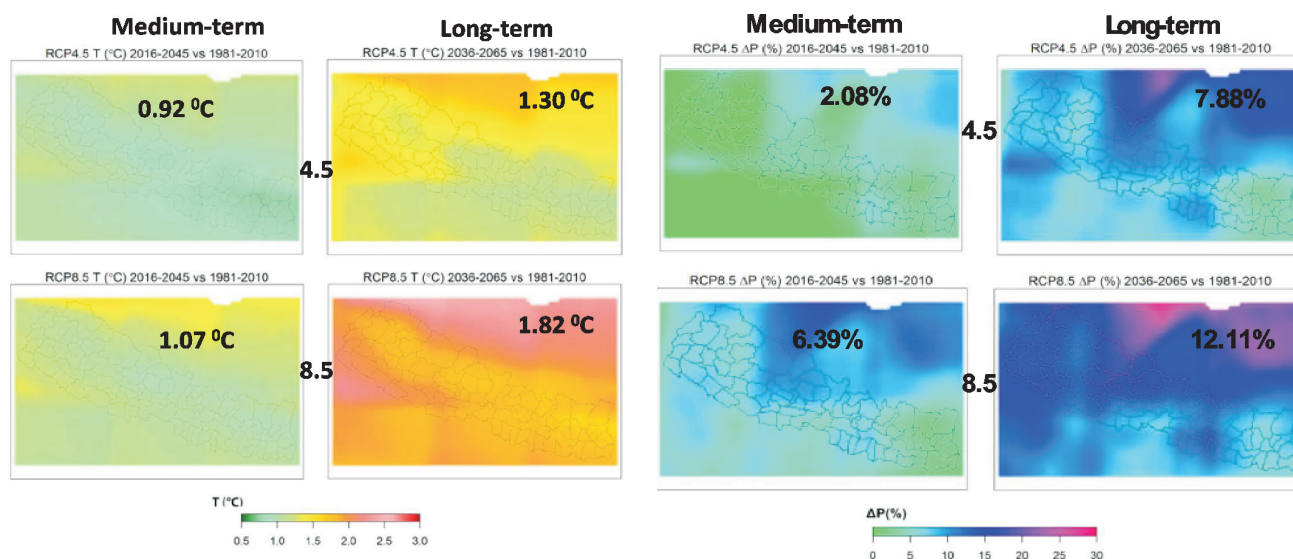 Medium-term
Long-term
Medium-term
Long-term
RCP4.5 T (°C) 2016-2045 vs 1981-2010
RCP4.5 T (°C) 2036-2065 vs 1981-2010
RCP4.5 ΔP (%) 2016-2045 vs 1981-2010
RCP4.5 ΔP (%) 2036-2065 vs 1981-2010
0.92 ⁰C
1.30 ⁰C
2.08%
7.88%
4.5
4.5
RCP8.5 T (°C) 2016-2045 vs 1981-2010
RCP8.5 T (°C) 2036-2065 vs 1981-2010
RCP8.5 ΔP (%) 2016-2045 vs 1981-2010
RCP8.5 ΔP (%) 2036-2065 vs 1981-2010
1.07 ⁰C
1.82 ⁰C
6.39%
12.11%
8.5
8.5
T (°C)
0.5 1.0 1.5 2.0 2.5 3.0
ΔP(%)
0 5 10 15 20 25 30